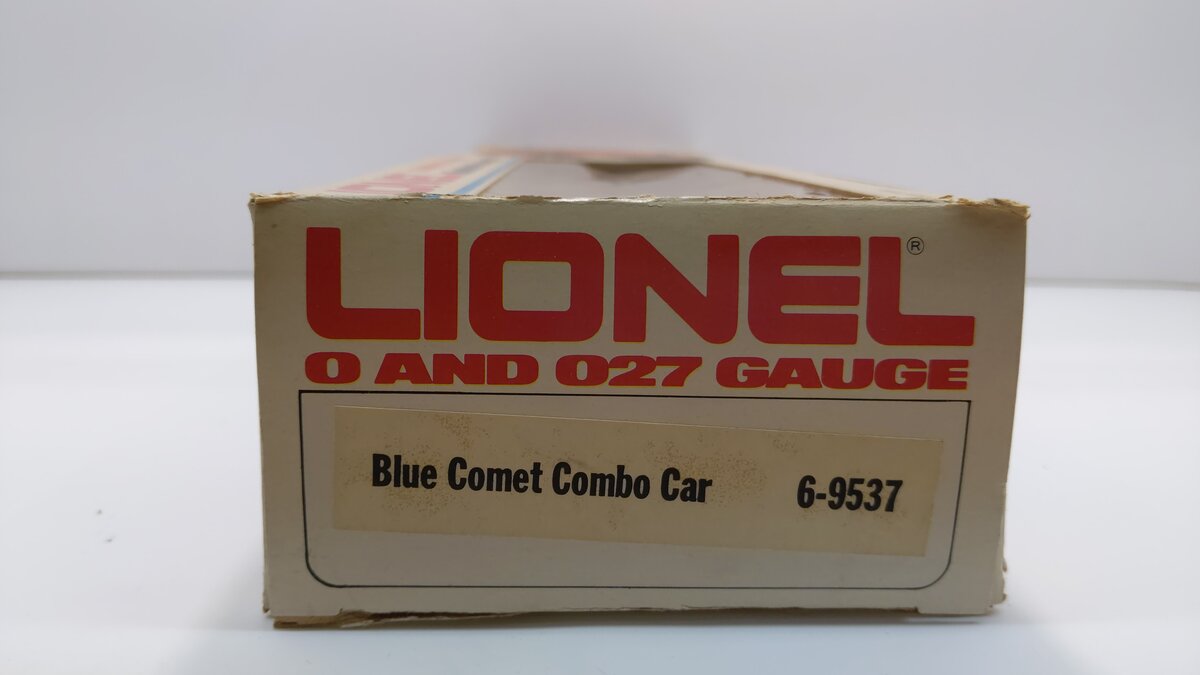 LIONEL®
O AND O27 GAUGE
Blue Comet Combo Car 6-9537